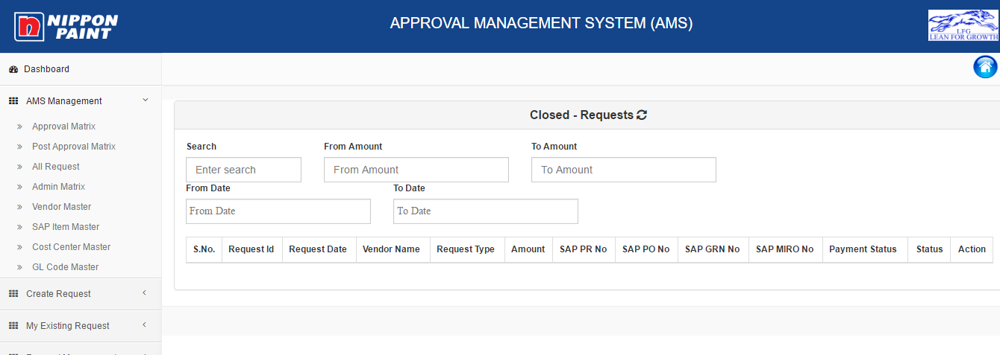 NIPPON
PAINT
APPROVAL MANAGEMENT SYSTEM (AMS)
LFG
LEAN FOR GROWTH
Dashboard
AMS Management
Approval Matrix
Post Approval Matrix
All Request
Admin Matrix
Vendor Master
SAP Item Master
Cost Center Master
GL Code Master
Create Request
My Existing Request
Closed - Requests
Search From Amount To Amount
Enter search From Amount To Amount
From Date To Date
From Date To Date
S.No. Request Id Request Date Vendor Name Request Type Amount SAP PR No SAP PO No SAP GRN No SAP MIRO No Payment Status Status Action